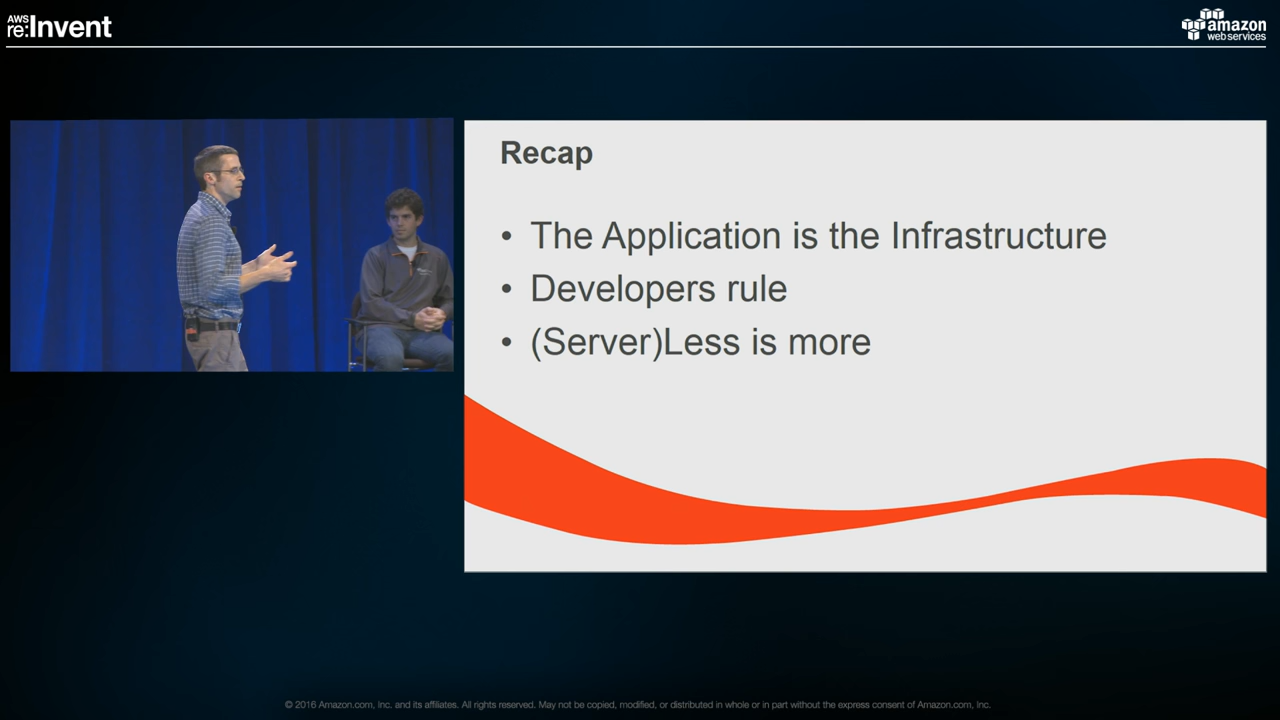 AWS
re:Invent
amazon
web services
Recap
• The Application is the Infrastructure
• Developers rule
• (Server)Less is more
© 2016 Amazon.com, Inc. and its affiliates. All rights reserved. May not be copied, modified, or distributed in whole or in part without the express consent of Amazon.com, Inc.